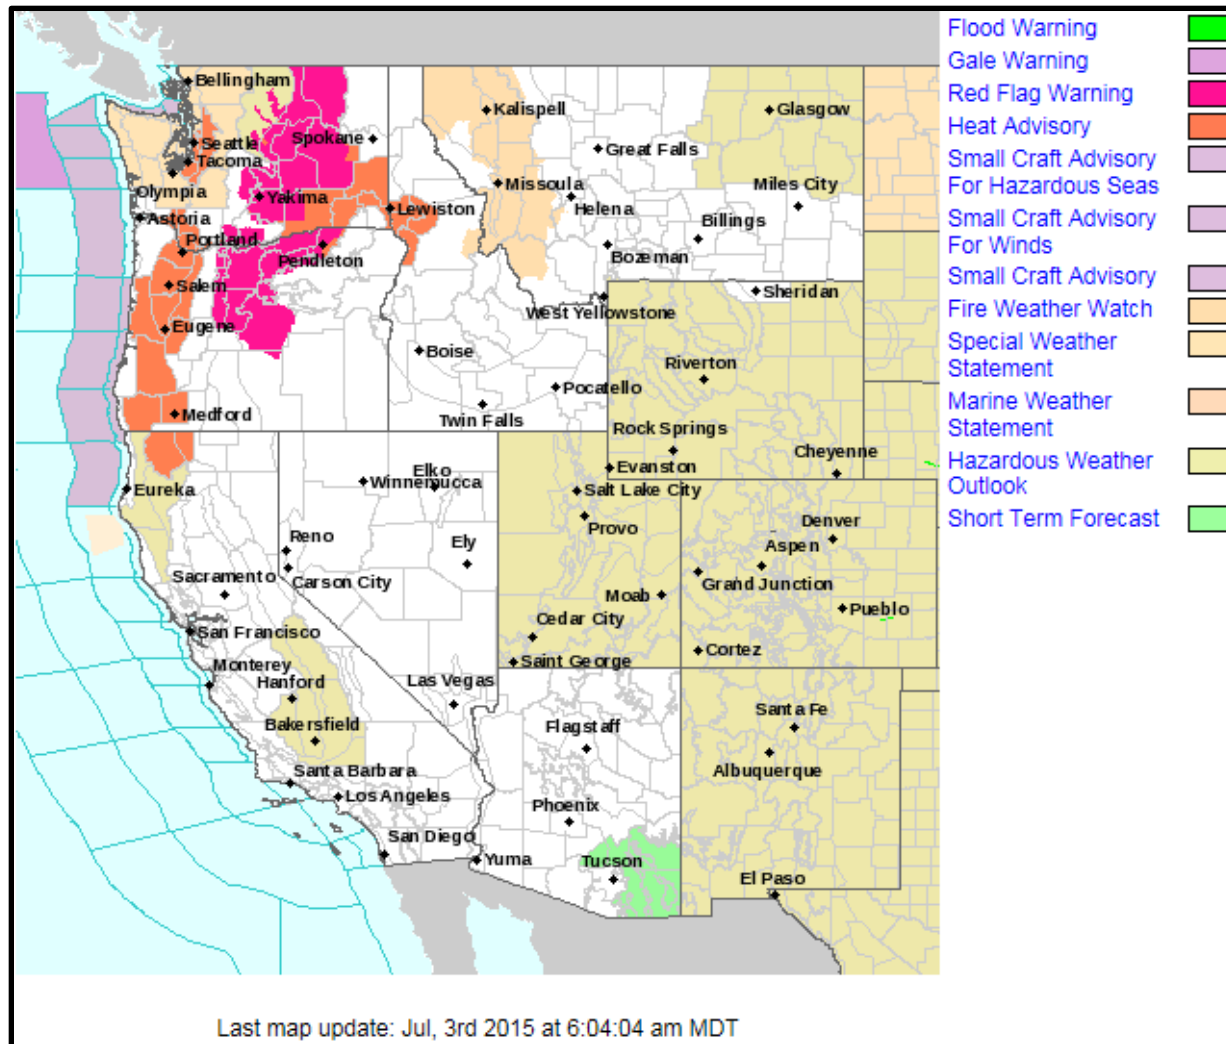 Bellingham
Seattle
Spokane
Tacoma
Olympia
Yakima
Astoria
Lewiston
Portland
Pendleton
Salem
Eugene
Medford
Kalispell
Glasgow
Great Falls
Missoula
Miles City
Helena
Billings
Bozeman
Sheridan
West Yellowstone
Boise
Riverton
Pocatello
Twin Falls
Rock Springs
Cheyenne
Evanston
Elko
Winnemucca
Eureka
Salt Lake City
Provo
Denver
Reno
Ely
Aspen
Carson City
Sacramento
Grand Junction
Moab
Pueblo
San Francisco
Cedar City
Cortez
Saint George
Monterey
Hanford
Las Vegas
Bakersfield
Flagstaff
Santa Fe
Albuquerque
Santa Barbara
Los Angeles
Phoenix
San Diego
Yuma
Tucson
El Paso
Flood Warning
Gale Warning
Red Flag Warning
Heat Advisory
Small Craft Advisory
For Hazardous Seas
Small Craft Advisory
For Winds
Small Craft Advisory
Fire Weather Watch
Special Weather
Statement
Marine Weather
Statement
Hazardous Weather
Outlook
Short Term Forecast
Last map update: Jul, 3rd 2015 at 6:04:04 am MDT